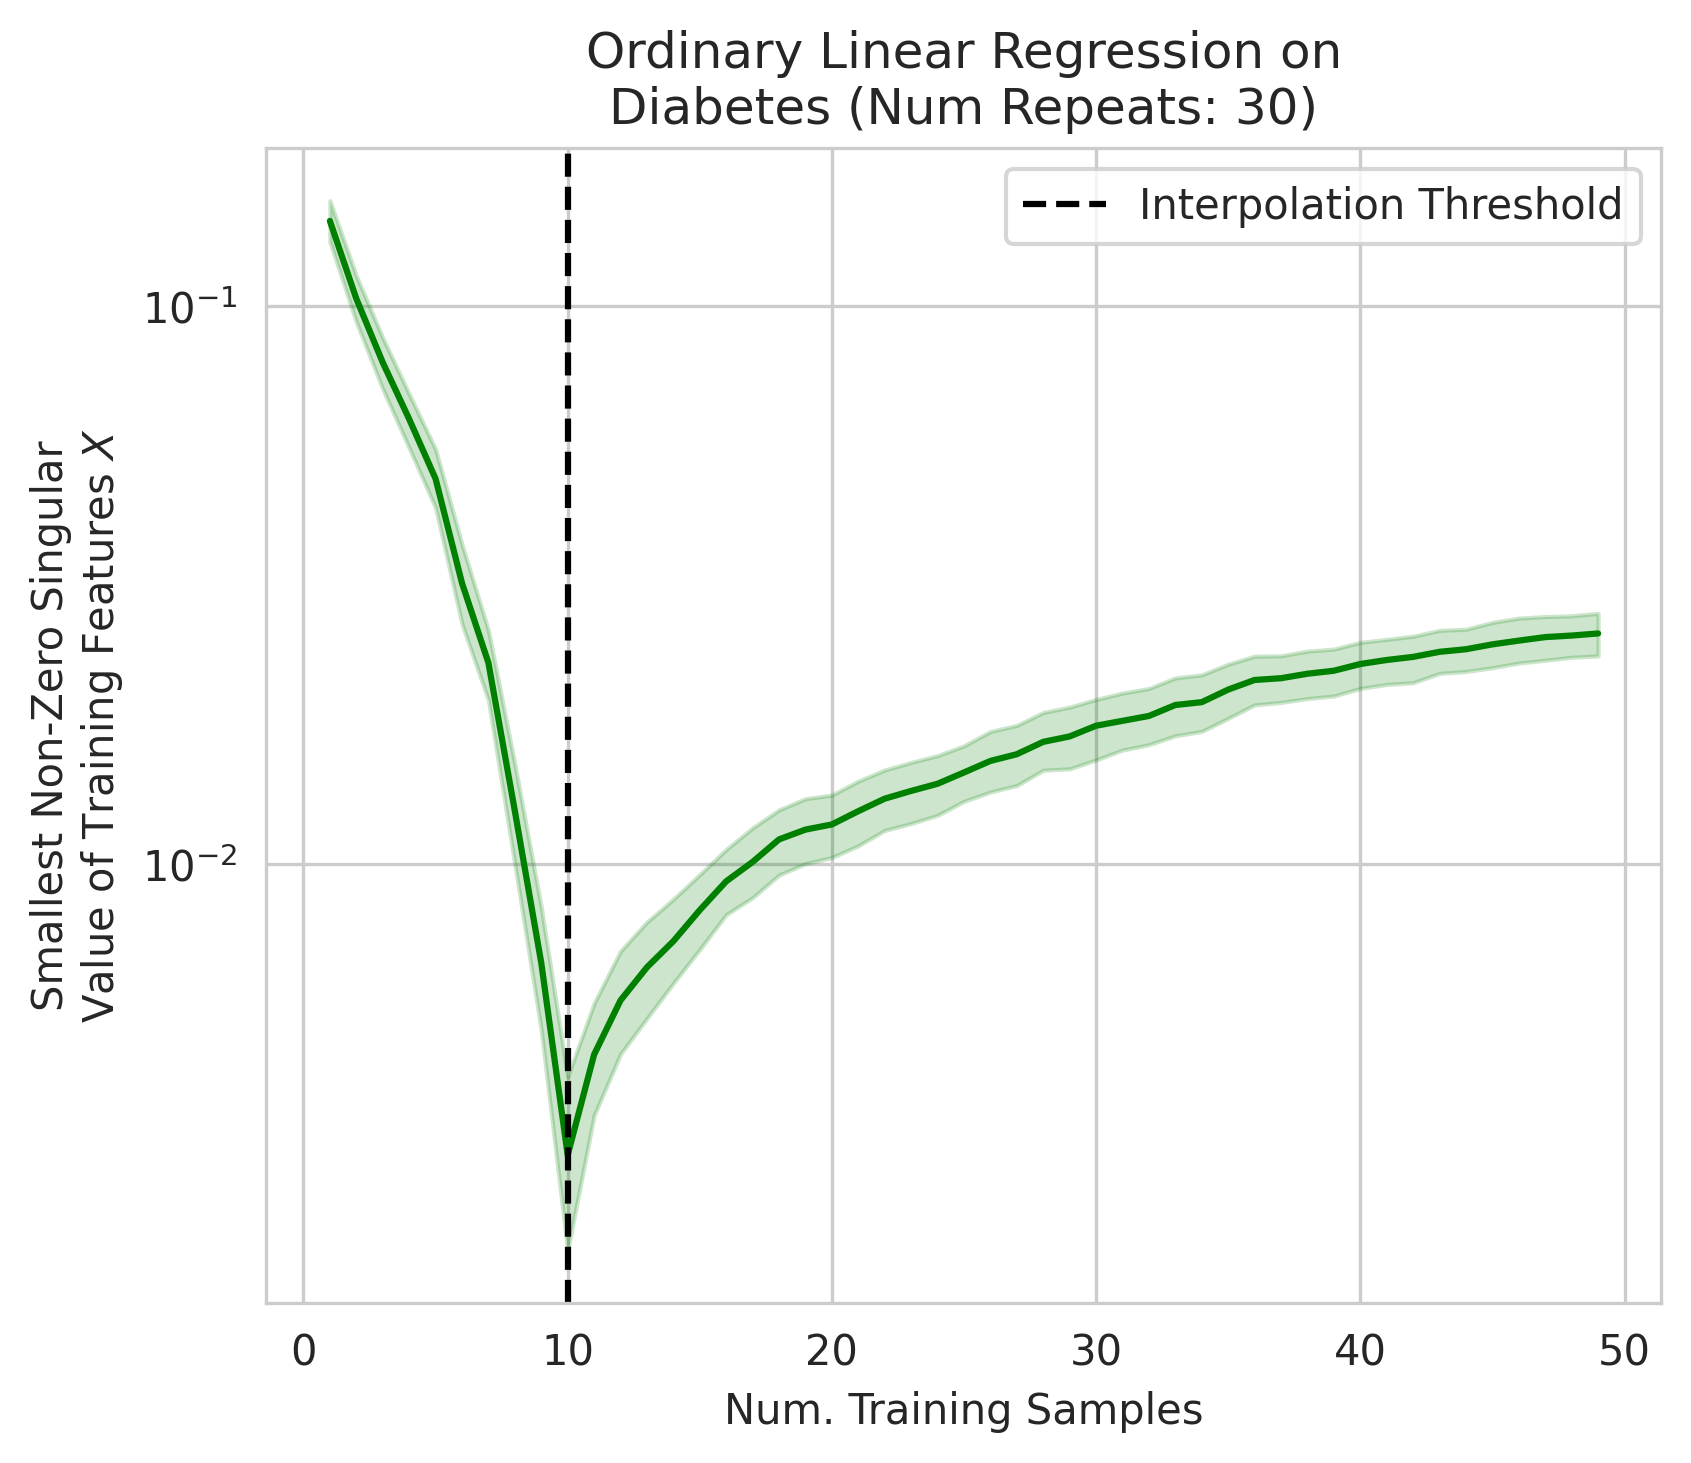 Ordinary Linear Regression on
Diabetes (Num Repeats: 30)
Interpolation Threshold
Smallest Non-Zero Singular
Value of Training Features X
10⁻¹
10⁻²
0 10 20 30 40 50
Num. Training Samples